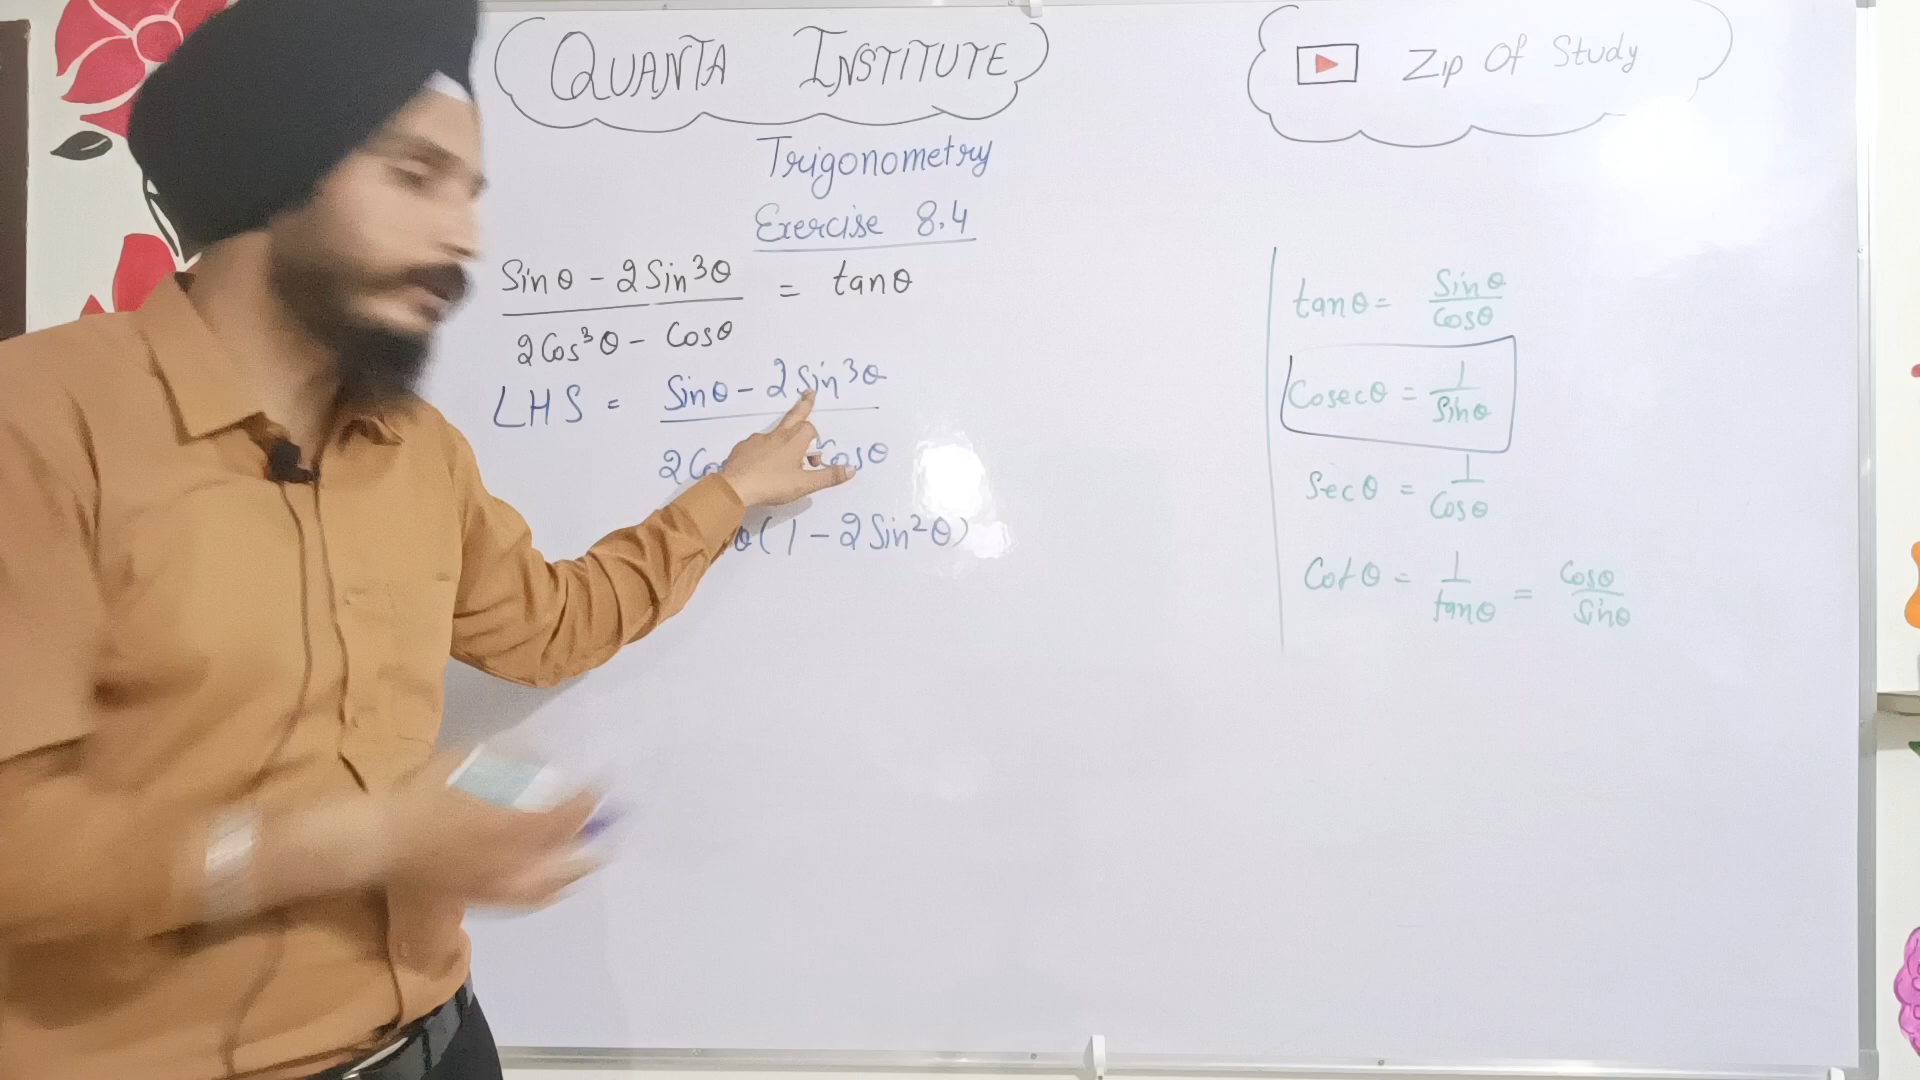 QUANTA INSTITUTE
Zip Of Study
Trigonometry
Exercise 8.4
Sinθ - 2Sin³θ = tanθ
2Cos³θ - Cosθ
LHS = Sinθ - 2Sin³θ
Cosθ
θ(1 - 2Sin²θ)
tanθ = Sinθ
Cosθ
Cosecθ = 1
Sinθ
Secθ = 1
Cosθ
Cotθ = 1 = Cosθ
tanθ Sinθ